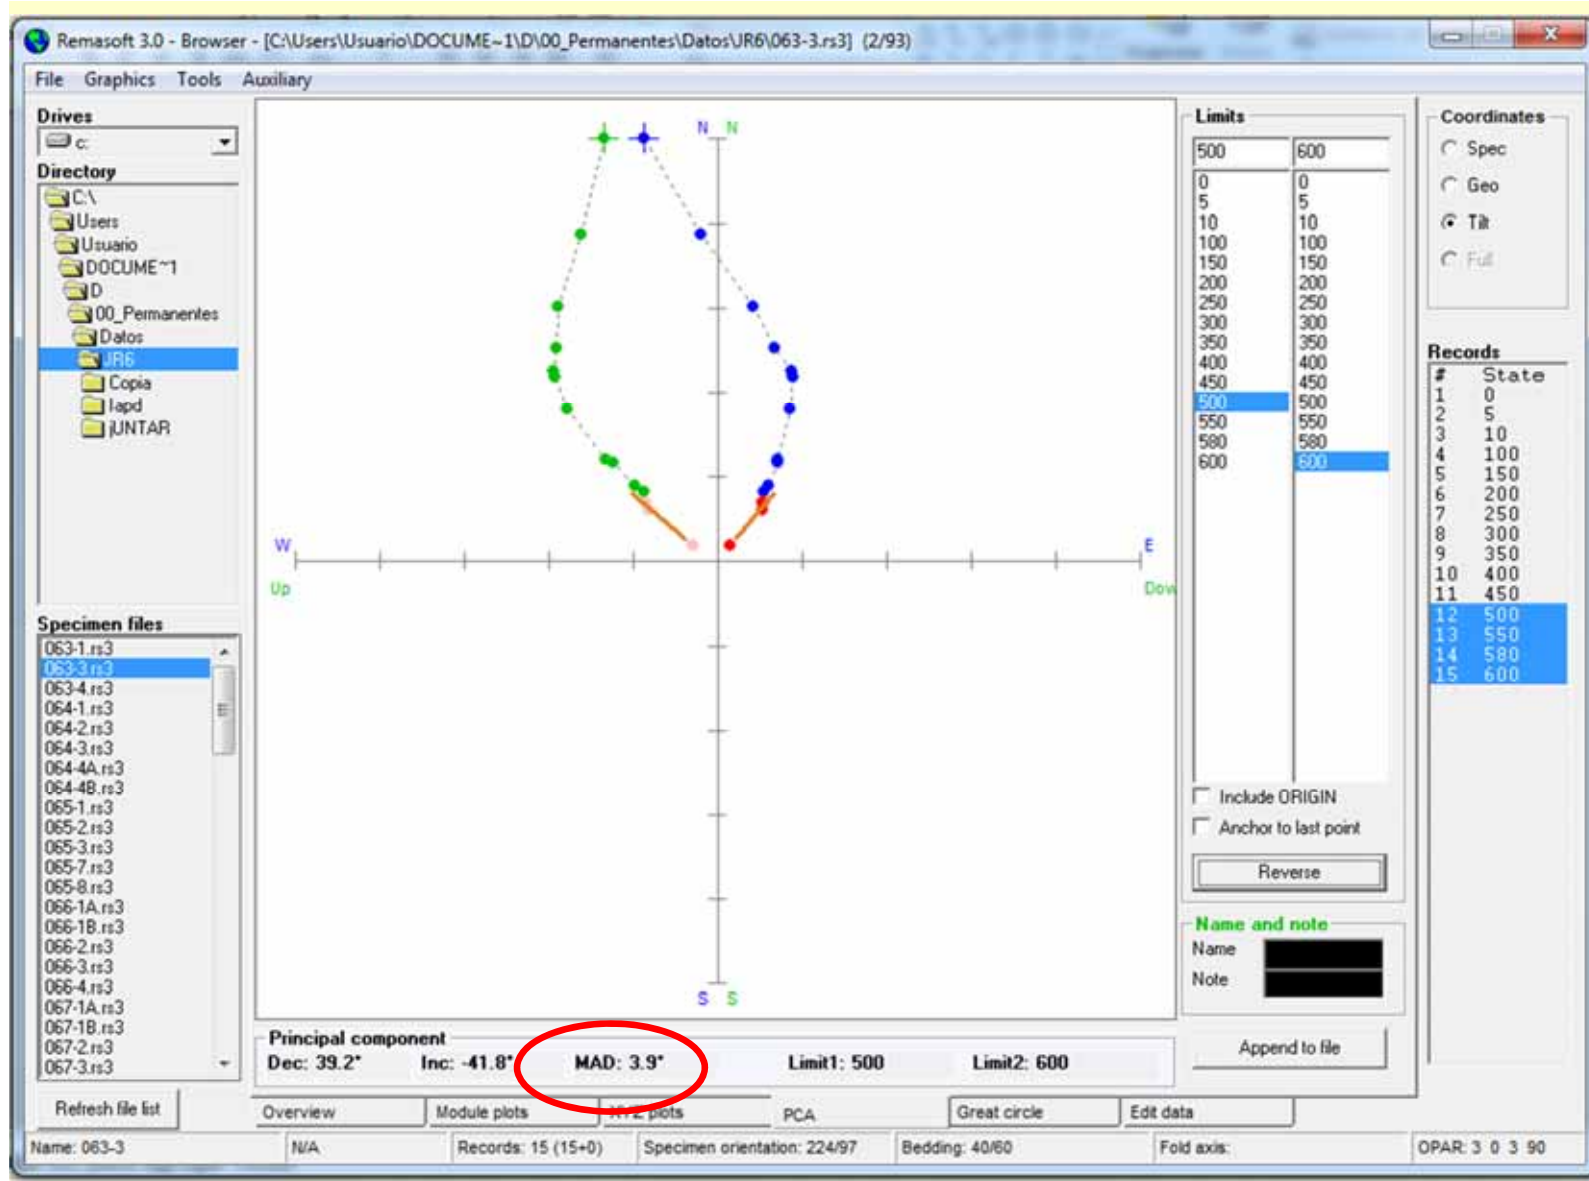 Remasoft 3.0 - Browser - [C:\Users\Usuario\DOCUME~1\D\00_Permanentes\Datos\JR6\063-3.rs3] (2/93)
File Graphics Tools Auxiliary
Drives
c:
Directory
C:\
Users
Usuario
DOCUME~1
D
00_Permanentes
Datos
JR6
Copia
lapd
jUNTAR
Specimen files
063-1.rs3
063-3.rs3
063-4.rs3
064-1.rs3
064-2.rs3
064-3.rs3
064-4A.rs3
064-4B.rs3
065-1.rs3
065-2.rs3
065-3.rs3
065-7.rs3
065-8.rs3
066-1A.rs3
066-1B.rs3
066-2.rs3
066-3.rs3
066-4.rs3
067-1A.rs3
067-1B.rs3
067-2.rs3
067-3.rs3
Refresh file list
N N
W E
Up Dow
S S
Principal component
Dec: 39.2° Inc: -41.8° MAD: 3.9° Limit1: 500 Limit2: 600
Overview Module plots XYZ plots PCA Great circle Edit data
Limits
500 600
0 0
5 5
10 10
100 100
150 150
200 200
250 250
300 300
350 350
400 400
450 450
500 500
550 550
580 580
600 600
Include ORIGIN
Anchor to last point
Reverse
Name and note
Name
Note
Append to file
Coordinates
Spec
Geo
Tilt
Full
Records
# State
1 0
2 5
3 10
4 100
5 150
6 200
7 250
8 300
9 350
10 400
11 450
12 500
13 550
14 580
15 600
Name: 063-3 N/A Records: 15 (15+0) Specimen orientation: 224/97 Bedding: 40/60 Fold axis: OPAR: 3 0 3 90